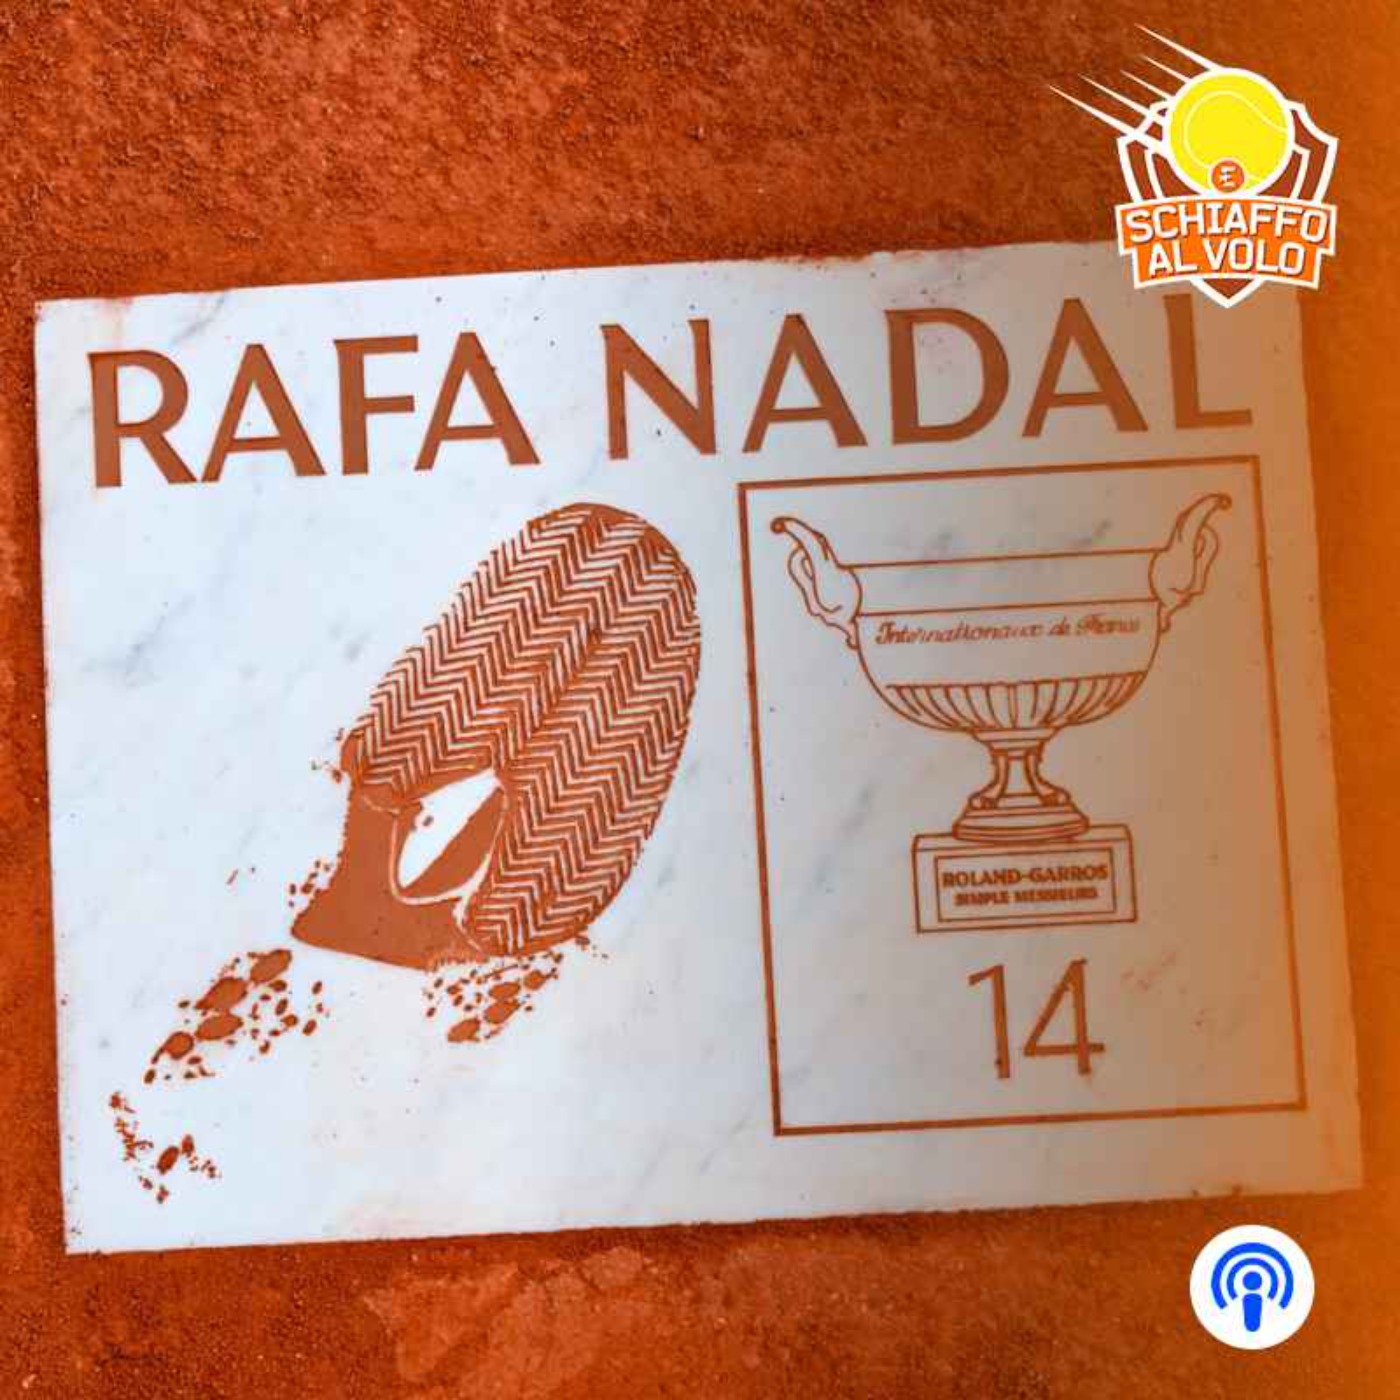 SCHIAFFO
AL VOLO
RAFA NADAL
Internationaux de France
ROLAND-GARROS
SIMPLE MESSIEURS
14